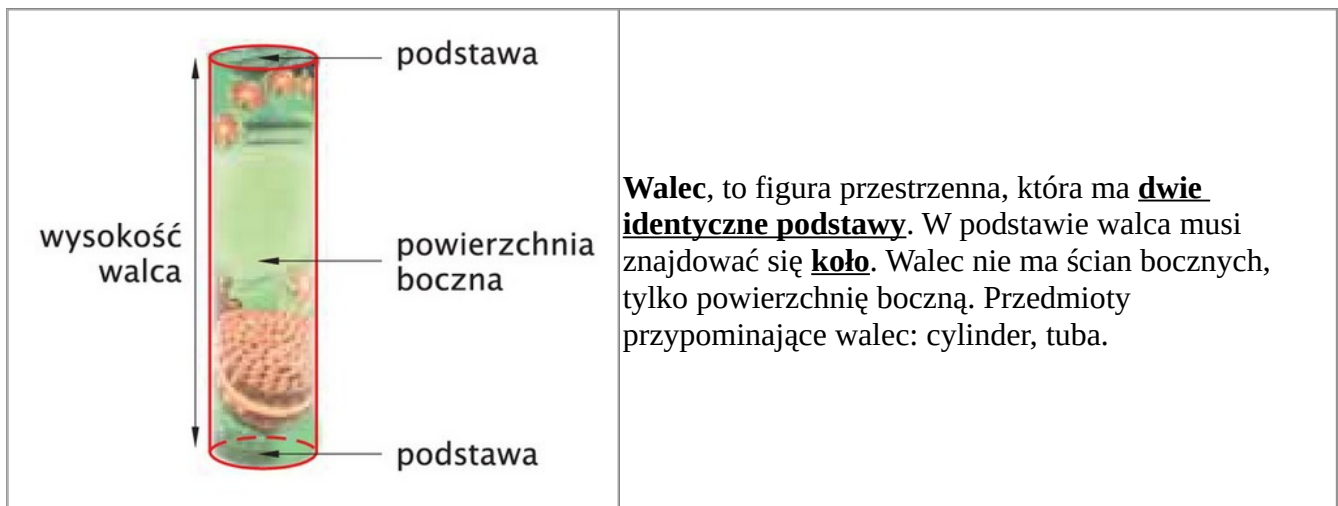 podstawa
wysokość
walca
powierzchnia
boczna
podstawa
Walec, to figura przestrzenna, która ma dwie
identyczne podstawy. W podstawie walca musi
znajdować się koło. Walec nie ma ścian bocznych,
tylko powierzchnię boczną. Przedmioty
przypominające walec: cylinder, tuba.